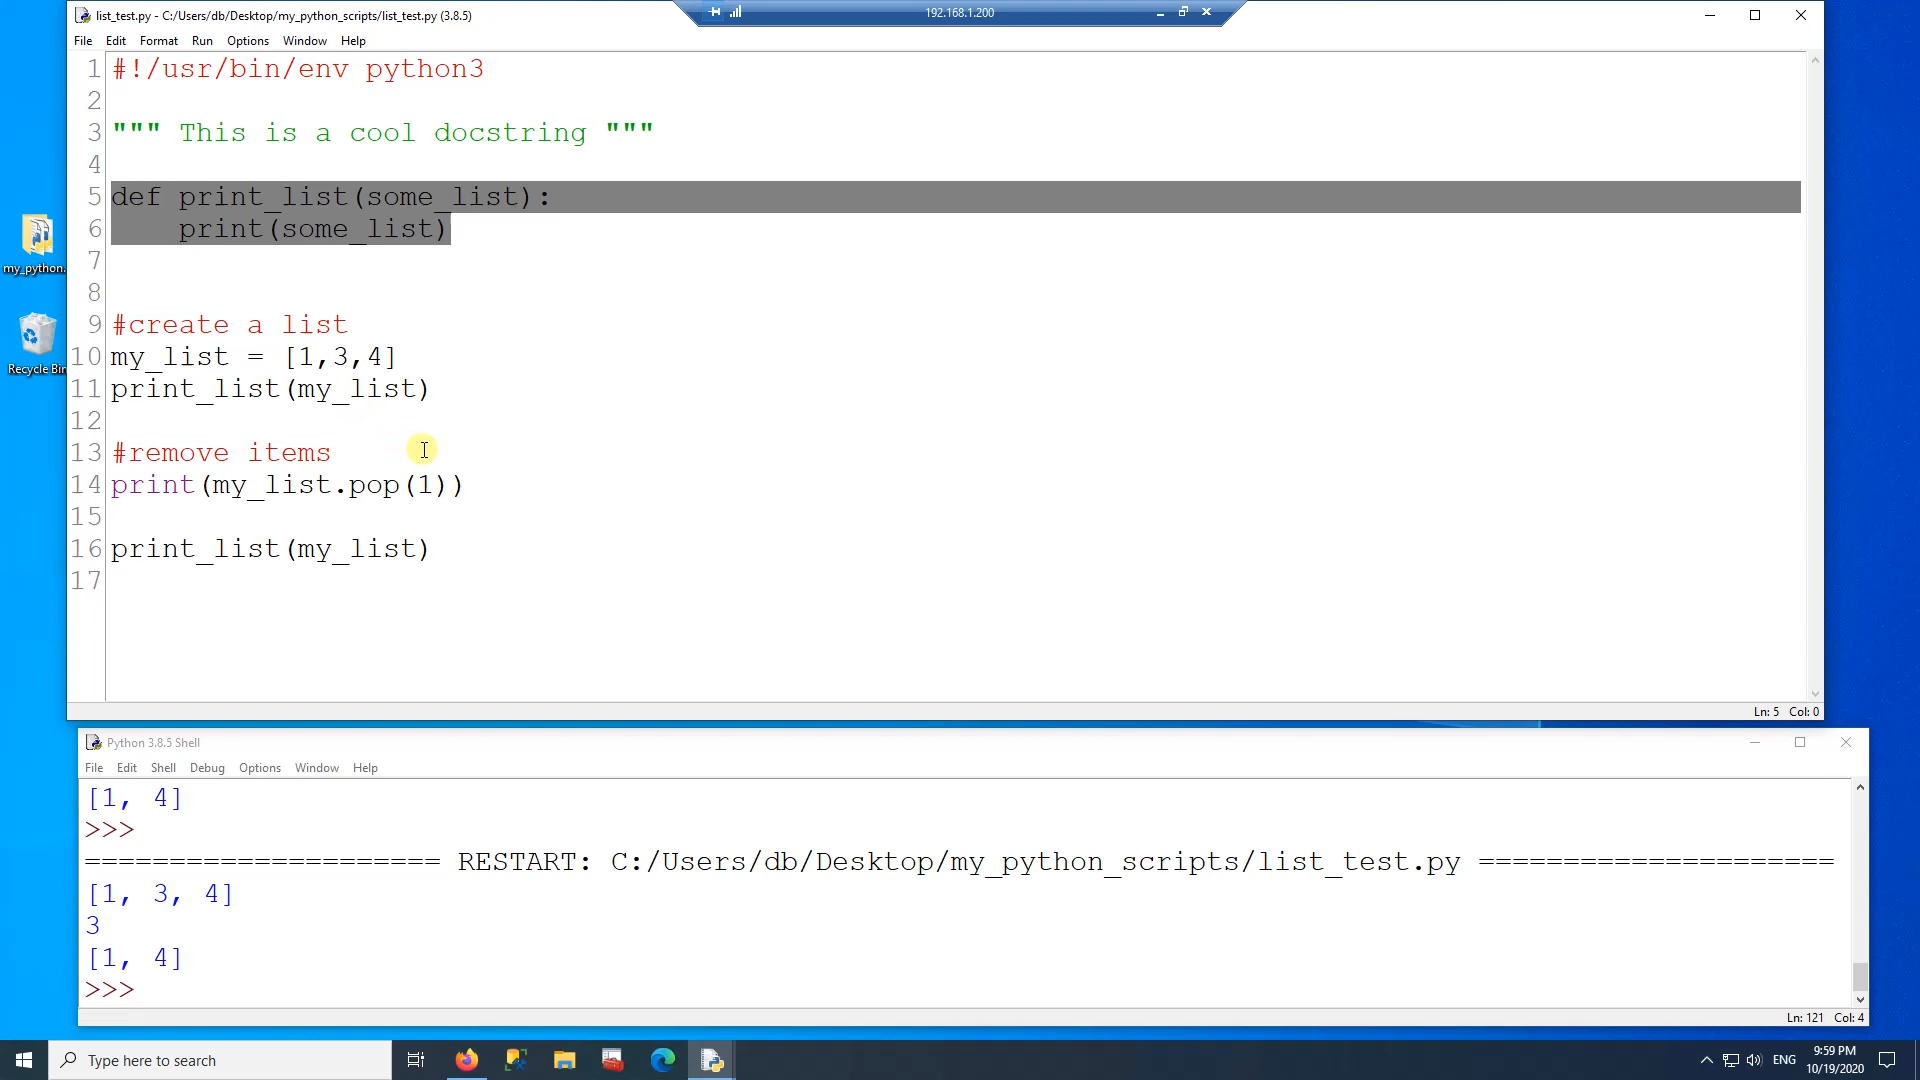 list_test.py - C:/Users/db/Desktop/my_python_scripts/list_test.py (3.8.5)
192.168.1.200
File Edit Format Run Options Window Help
1 #!/usr/bin/env python3
2
3 """ This is a cool docstring """
4
5 def print_list(some_list):
6     print(some_list)
7
8
9 #create a list
10 my_list = [1,3,4]
11 print_list(my_list)
12
13 #remove items
14 print(my_list.pop(1))
15
16 print_list(my_list)
17
my_python.
Recycle Bin
Ln: 5 Col: 0
Python 3.8.5 Shell
File Edit Shell Debug Options Window Help
[1, 4]
>>>
===================== RESTART: C:/Users/db/Desktop/my_python_scripts/list_test.py =====================
[1, 3, 4]
3
[1, 4]
>>>
Ln: 121 Col: 4
Type here to search
ENG
9:59 PM
10/19/2020